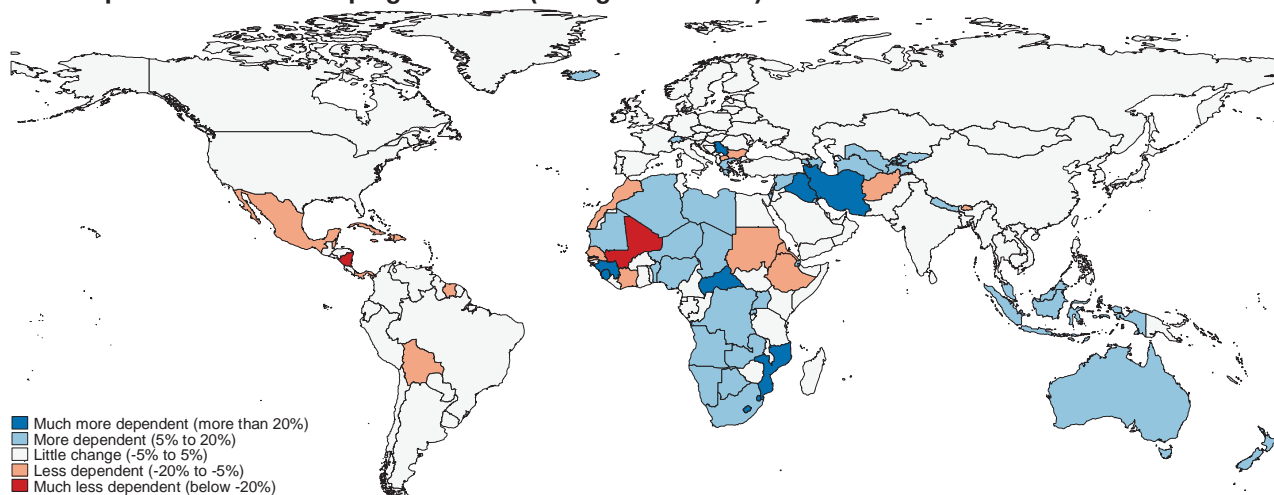 Much more dependent (more than 20%)
More dependent (5% to 20%)
Little change (-5% to 5%)
Less dependent (-20% to -5%)
Much less dependent (below -20%)